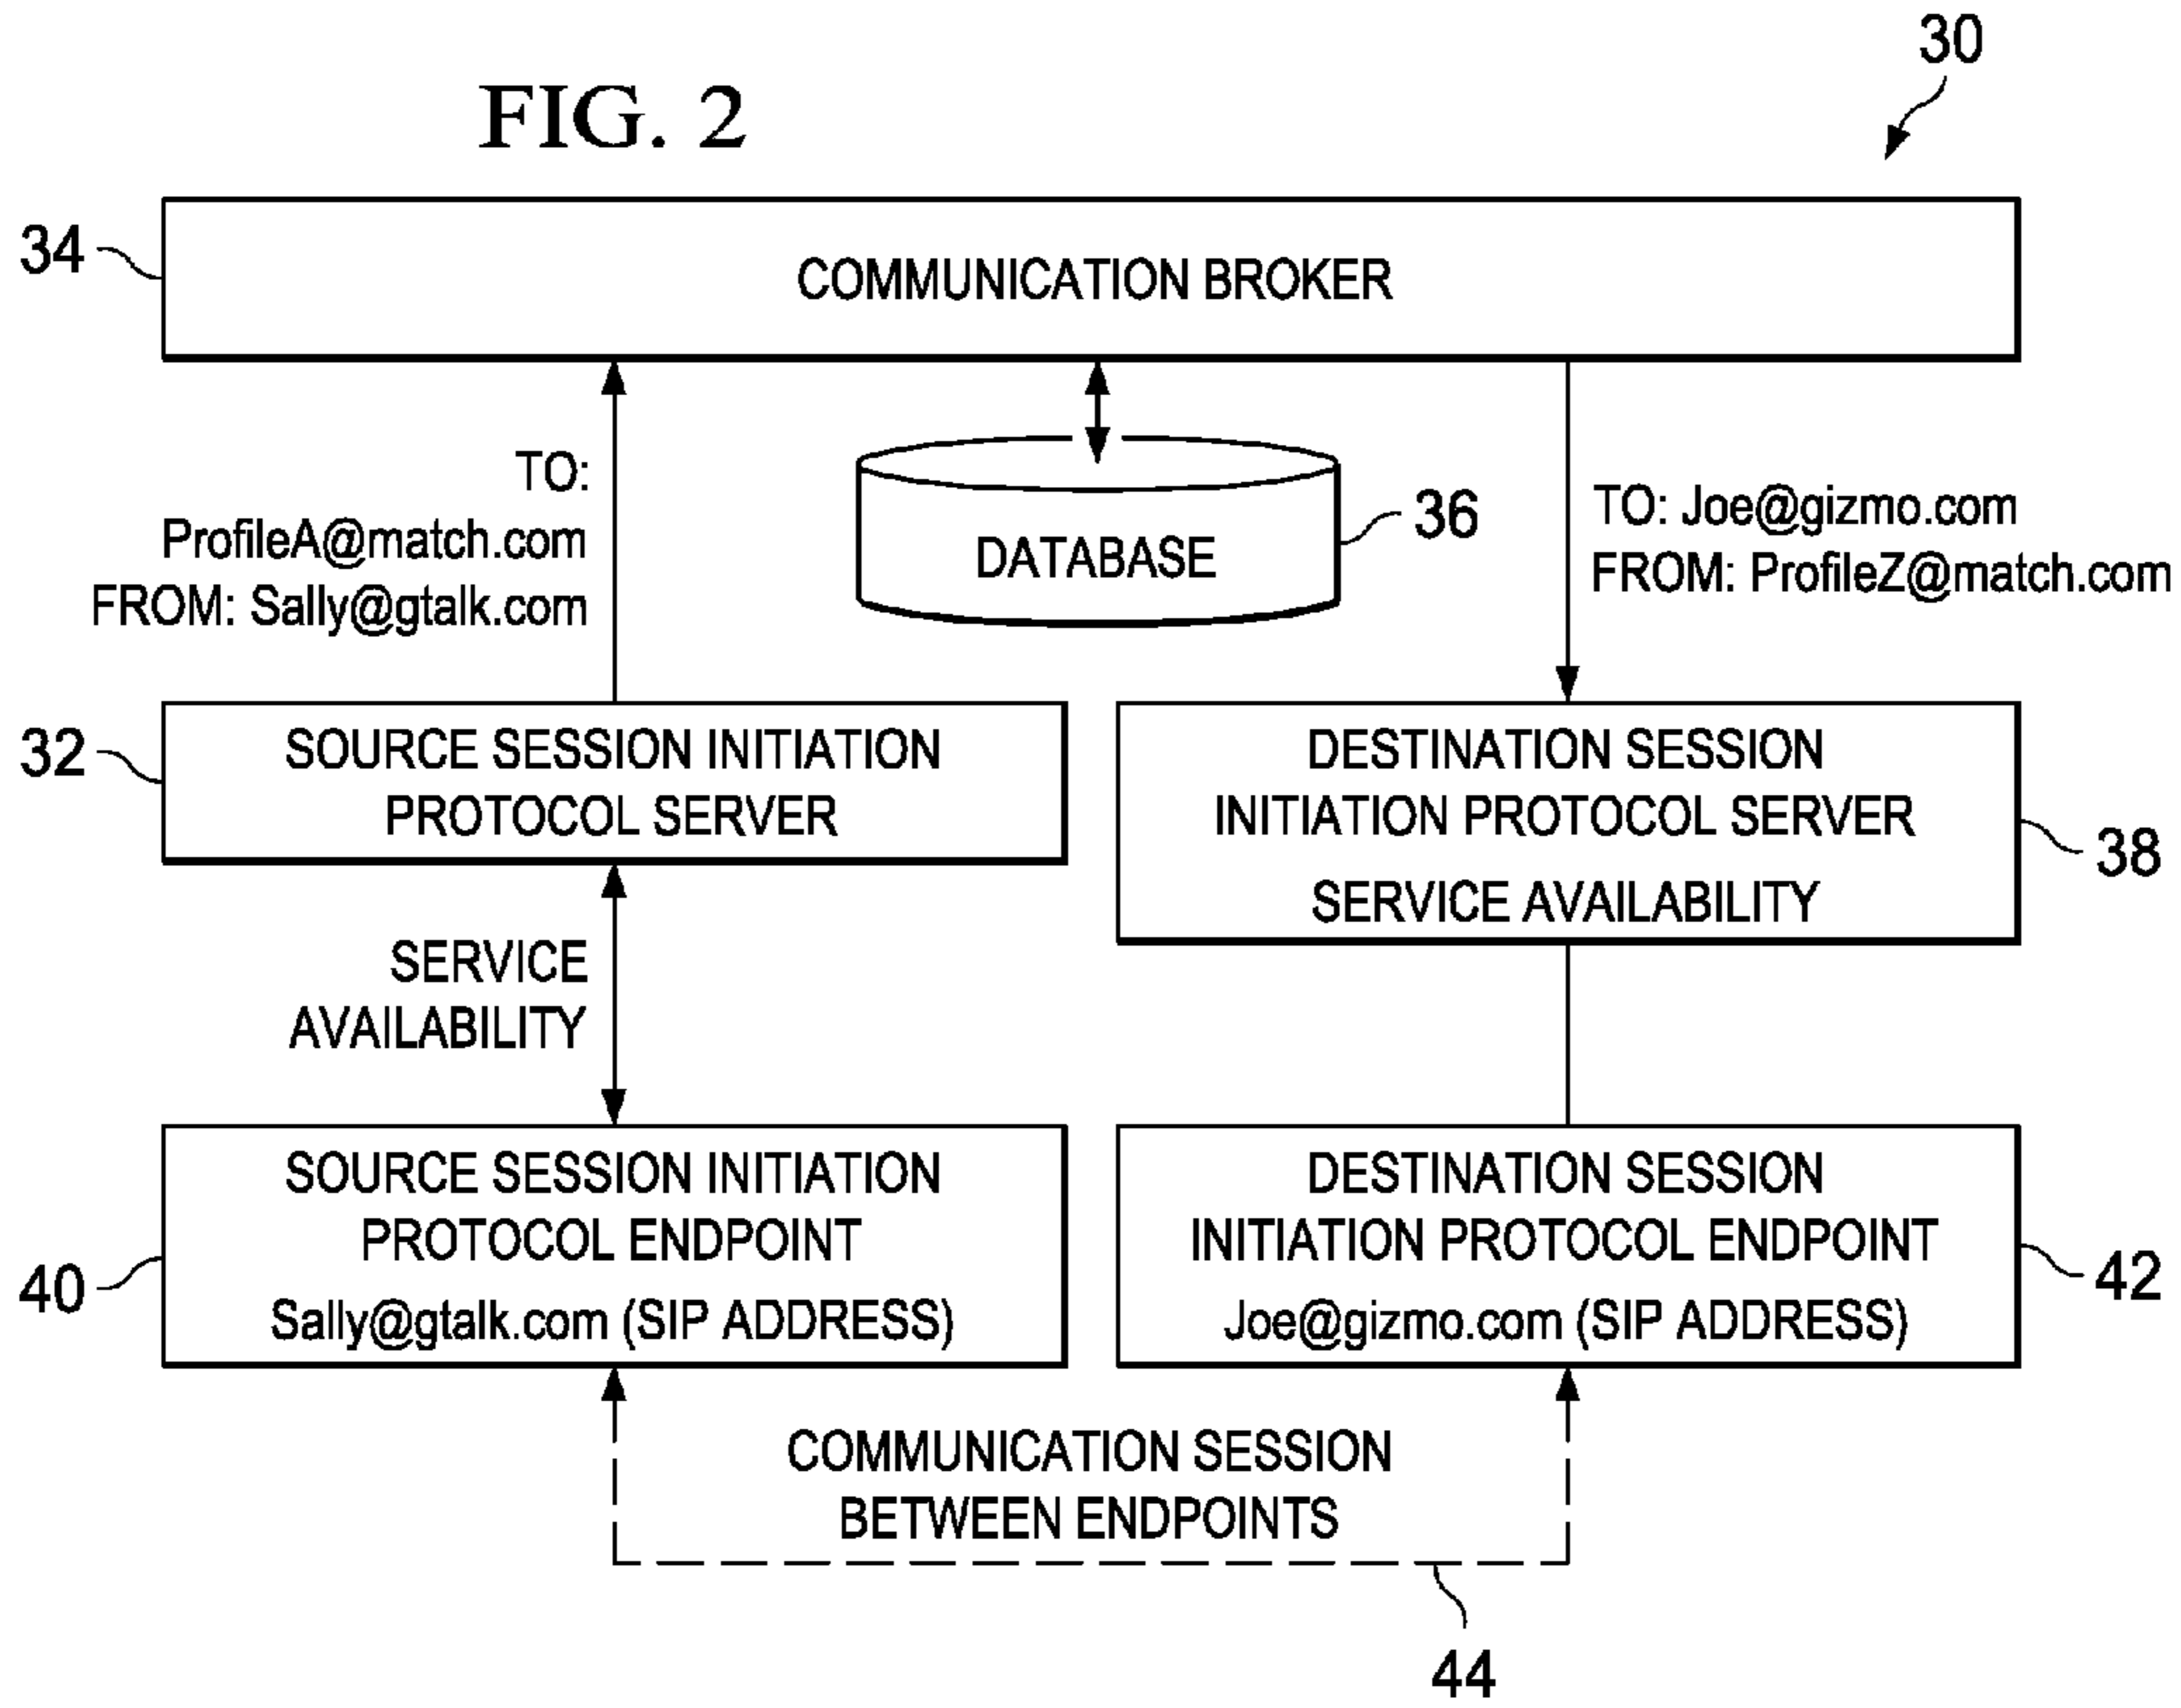 30
FIG. 2
34
COMMUNICATION BROKER
TO:
ProfileA@match.com
FROM: Sally@gtalk.com
DATABASE
36
TO: Joe@gizmo.com
FROM: ProfileZ@match.com
32
SOURCE SESSION INITIATION
PROTOCOL SERVER
DESTINATION SESSION
INITIATION PROTOCOL SERVER
SERVICE AVAILABILITY
38
SERVICE
AVAILABILITY
SOURCE SESSION INITIATION
PROTOCOL ENDPOINT
Sally@gtalk.com (SIP ADDRESS)
40
DESTINATION SESSION
INITIATION PROTOCOL ENDPOINT
Joe@gizmo.com (SIP ADDRESS)
42
COMMUNICATION SESSION
BETWEEN ENDPOINTS
44